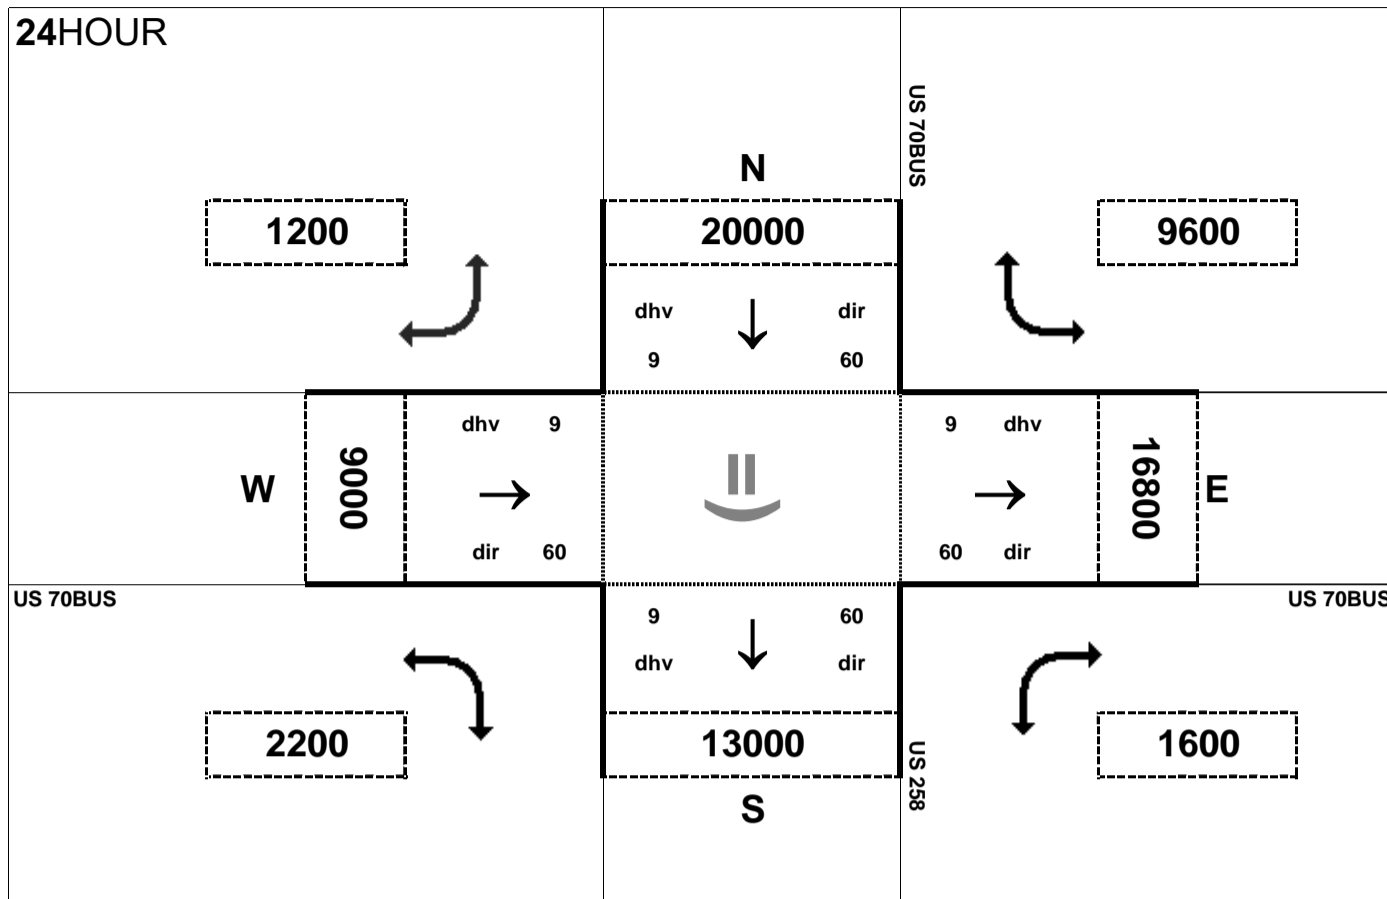 24HOUR
US 70BUS
N
1200
20000
9600
dhv dir
9 60
dhv 9
9 dhv
W
9000
16800
E
dir 60
60 dir
US 70BUS
US 70BUS
9 60
dhv dir
2200
13000
1600
US 258
S